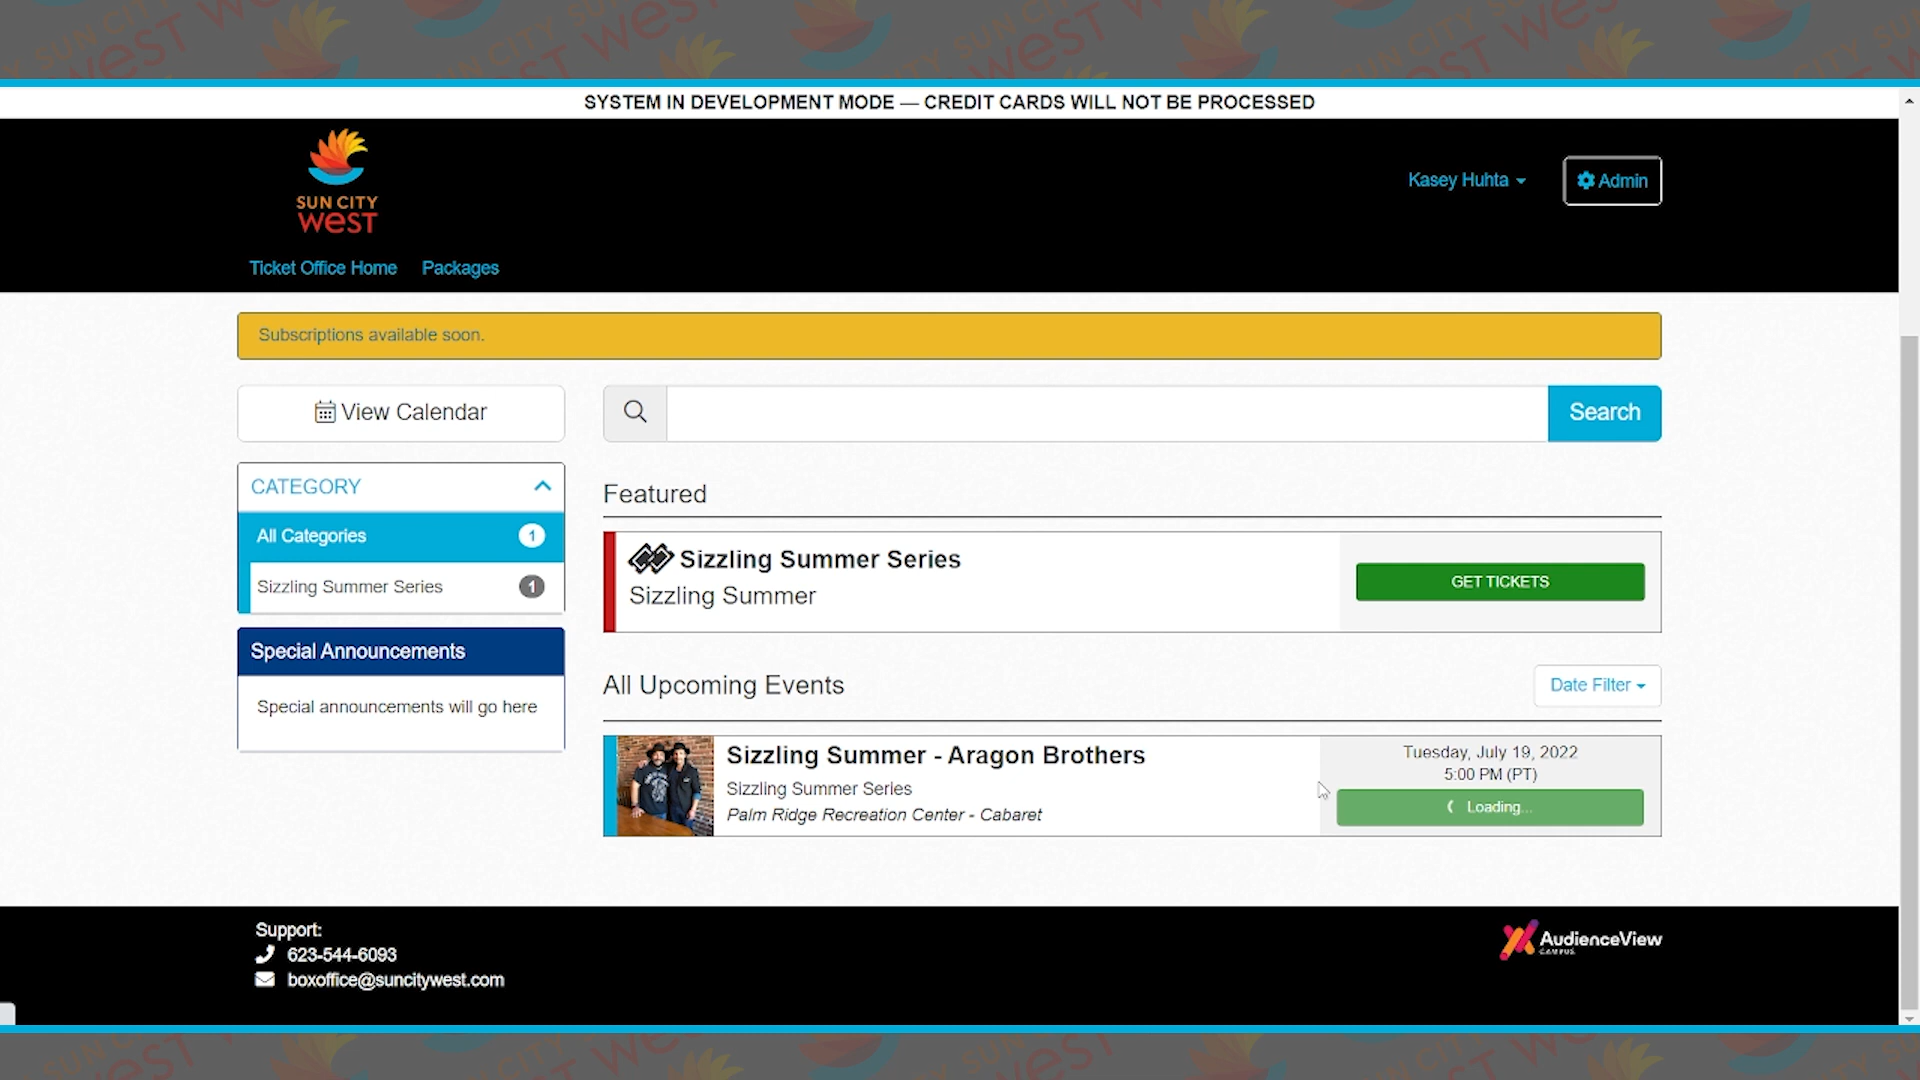 SYSTEM IN DEVELOPMENT MODE — CREDIT CARDS WILL NOT BE PROCESSED
SUN CITY
WEST
Kasey Huhta
Admin
Ticket Office Home
Packages
Subscriptions available soon.
View Calendar
Search
CATEGORY
All Categories 1
Sizzling Summer Series 1
Special Announcements
Special announcements will go here
Featured
Sizzling Summer Series
Sizzling Summer
GET TICKETS
All Upcoming Events
Date Filter
Sizzling Summer - Aragon Brothers
Sizzling Summer Series
Palm Ridge Recreation Center - Cabaret
Tuesday, July 19, 2022
5:00 PM (PT)
Loading...
Support:
623-544-6093
boxoffice@suncitywest.com
AudienceView
CAMPUS